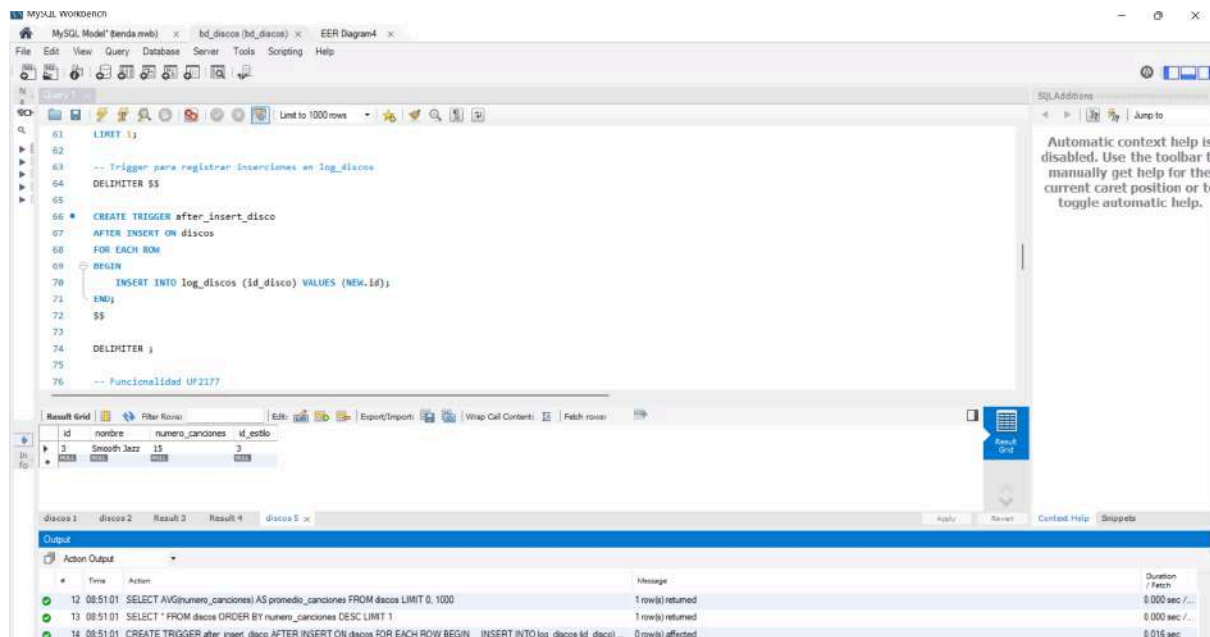 MySQL Workbench
MySQL Model* (tienda.mwb) × bd_discos (bd_discos) × EER Diagram4 ×
File Edit View Query Database Server Tools Scripting Help
Query 1
SQLAdditions
Limit to 1000 rows
Jump to
61 LIMIT 1;
62
63 -- Trigger para registrar inserciones en log_discos
64 DELIMITER $$
65
66 CREATE TRIGGER after_insert_disco
67 AFTER INSERT ON discos
68 FOR EACH ROW
69 BEGIN
70 INSERT INTO log_discos (id_disco) VALUES (NEW.id);
71 END;
72 $$
73
74 DELIMITER ;
75
76 -- Funcionalidad UF2177
Automatic context help is
disabled. Use the toolbar t
manually get help for the
current caret position or to
toggle automatic help.
Result Grid Filter Rows: Edit: Export/Import: Wrap Cell Content: Fetch rows:
id nombre numero_canciones id_estilo
3 Smooth Jazz 15 3
NULL NULL NULL NULL
Result
Grid
discos 1 discos 2 Result 3 Result 4 discos 5 × Apply Revert
Context Help Snippets
Output
Action Output
# Time Action Message Duration / Fetch
12 08:51:01 SELECT AVG(numero_canciones) AS promedio_canciones FROM discos LIMIT 0, 1000 1 row(s) returned 0.000 sec /...
13 08:51:01 SELECT * FROM discos ORDER BY numero_canciones DESC LIMIT 1 1 row(s) returned 0.000 sec /...
14 08:51:01 CREATE TRIGGER after_insert_disco AFTER INSERT ON discos FOR EACH ROW BEGIN INSERT INTO log_discos (id_disco)... 0 row(s) affected 0.016 sec